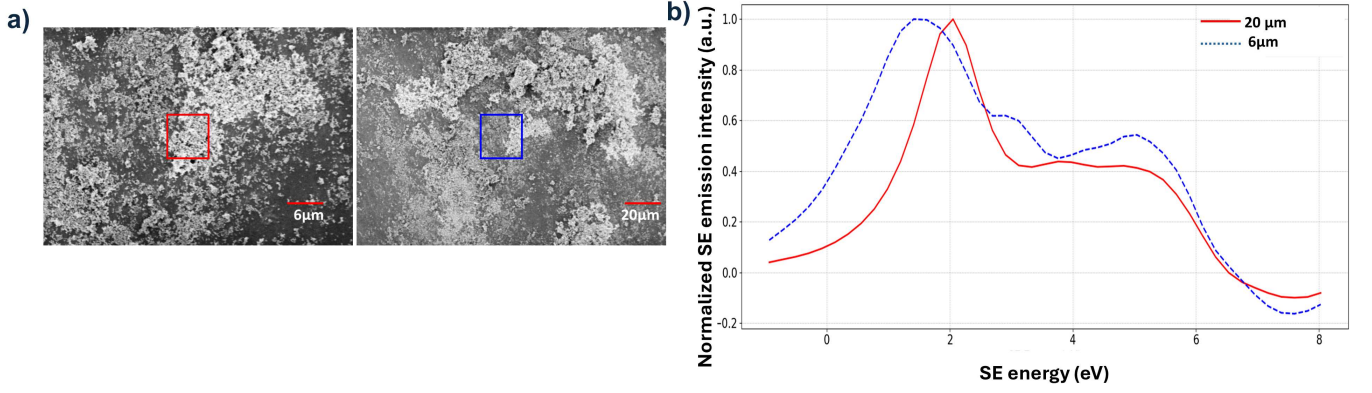 a)
6μm
20μm
b)
Normalized SE emission intensity (a.u.)
1.0
0.8
0.6
0.4
0.2
0.0
−0.2
0
2
4
6
8
SE energy (eV)
20 μm
6μm